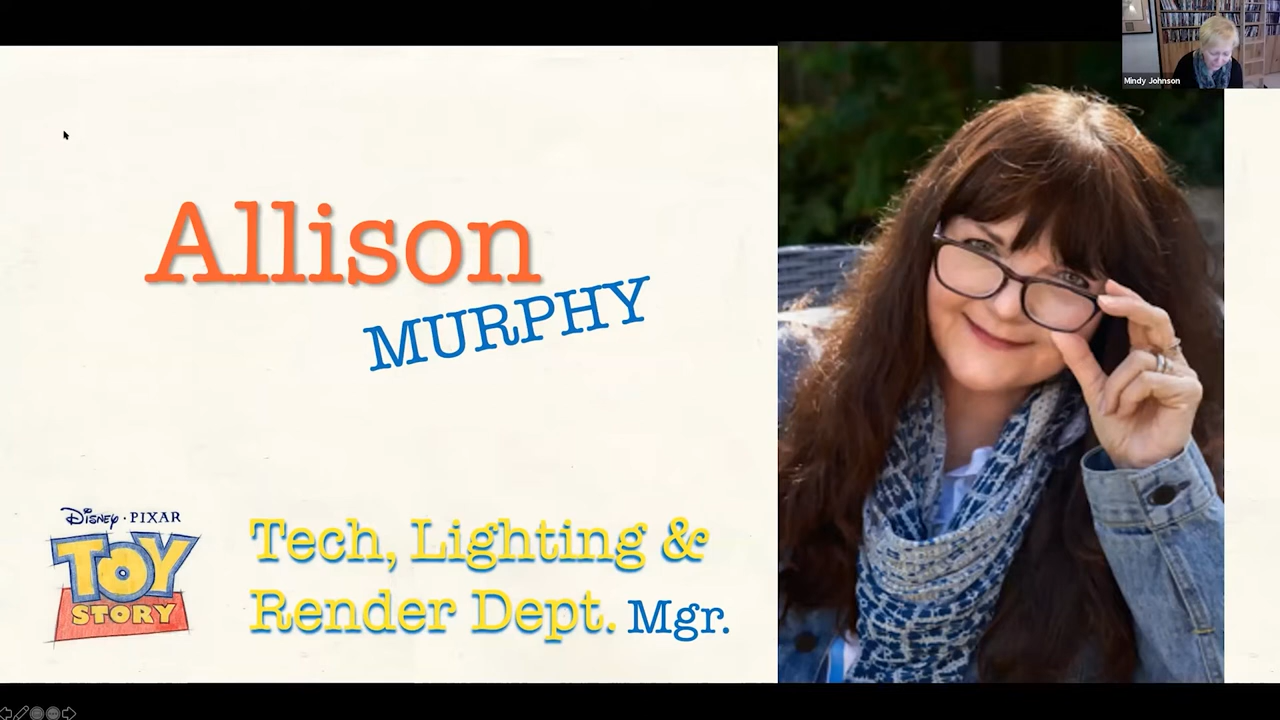 Mindy Johnson
Allison
MURPHY
DISNEY · PIXAR
TOY
STORY
Tech, Lighting &
Render Dept. Mgr.